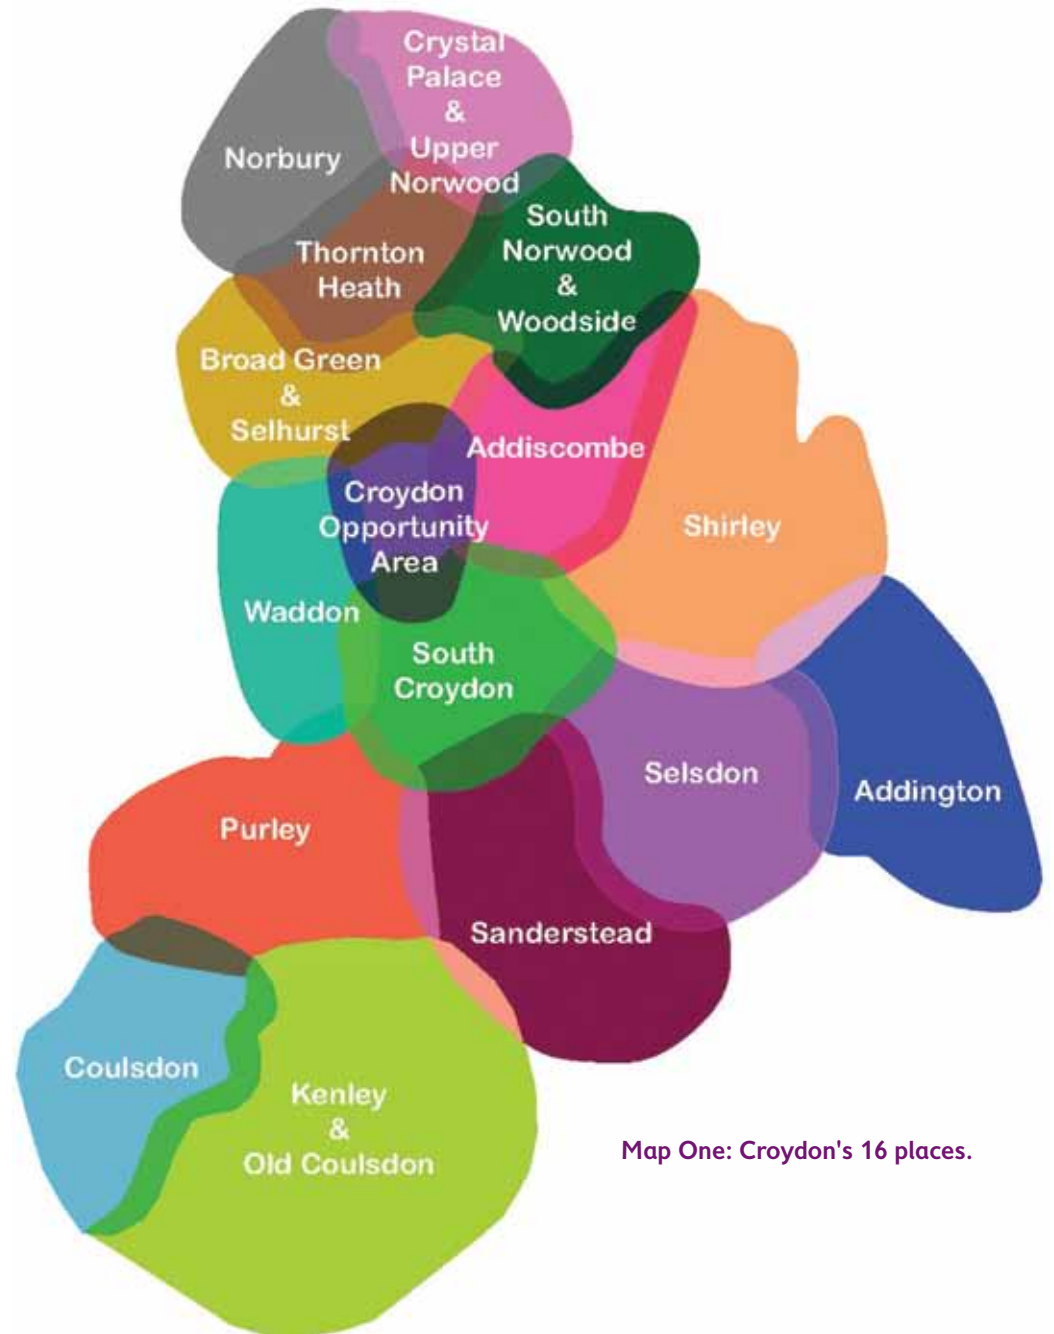 Crystal
Palace
&
Upper
Norwood
Norbury
South
Norwood
&
Woodside
Thornton
Heath
Broad Green
&
Selhurst
Addiscombe
Croydon
Opportunity
Area
Shirley
Waddon
South
Croydon
Selsdon
Addington
Purley
Sanderstead
Coulsdon
Kenley
&
Old Coulsdon
Map One: Croydon's 16 places.